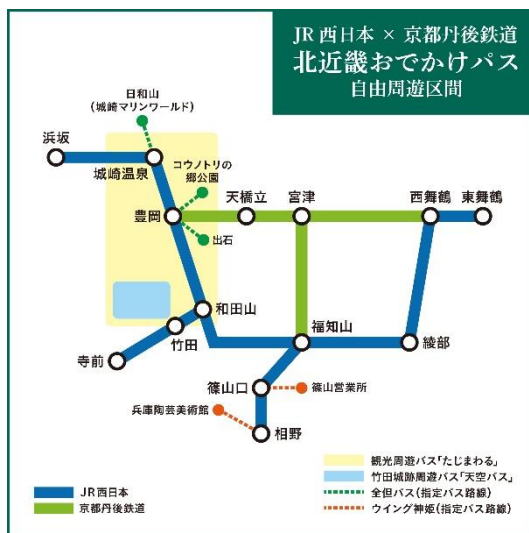 JR西日本 × 京都丹後鉄道
北近畿おでかけパス
自由周遊区間
日和山
(城崎マリンワールド)
浜坂
城崎温泉
コウノトリの
郷公園
豊岡
天橋立
宮津
西舞鶴
東舞鶴
出石
和田山
竹田
寺前
福知山
綾部
篠山口
篠山営業所
兵庫陶芸美術館
相野
観光周遊バス「たじまわる」
竹田城跡周遊バス「天空バス」
JR西日本
全但バス(指定バス路線)
京都丹後鉄道
ウイング神姫(指定バス路線)